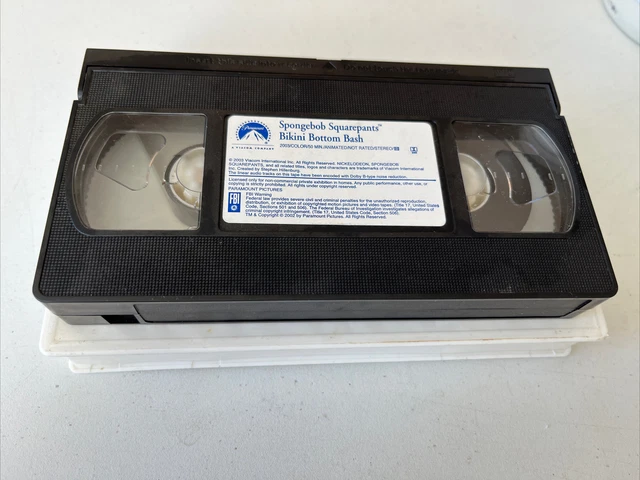 Paramount
A VIACOM COMPANY
Spongebob Squarepants™
Bikini Bottom Bash
2003/COLOR/50 MIN./ANIMATED/NOT RATED/STEREO/
© 2003 Viacom International Inc. All Rights Reserved. NICKELODEON, SPONGEBOB
SQUAREPANTS, and all related titles, logos and characters are trademarks of Viacom International
Inc. Created by Stephen Hillenburg.
The linear audio tracks on this tape have been encoded with Dolby B-type noise reduction.
Licensed only for non-commercial private exhibition in homes. Any public performance, other use, or
copying is strictly prohibited. All rights under copyright reserved.
PARAMOUNT PICTURES
FBI
FBI Warning
Federal law provides severe civil and criminal penalties for the unauthorized reproduction,
distribution, or exhibition of copyrighted motion pictures and video tapes. (Title 17, United States
Code, Sections 501 and 506). The Federal Bureau of Investigation investigates allegations of
criminal copyright infringement. (Title 17, United States Code, Section 506).
TM & Copyright © 2002 by Paramount Pictures. All Rights Reserved.